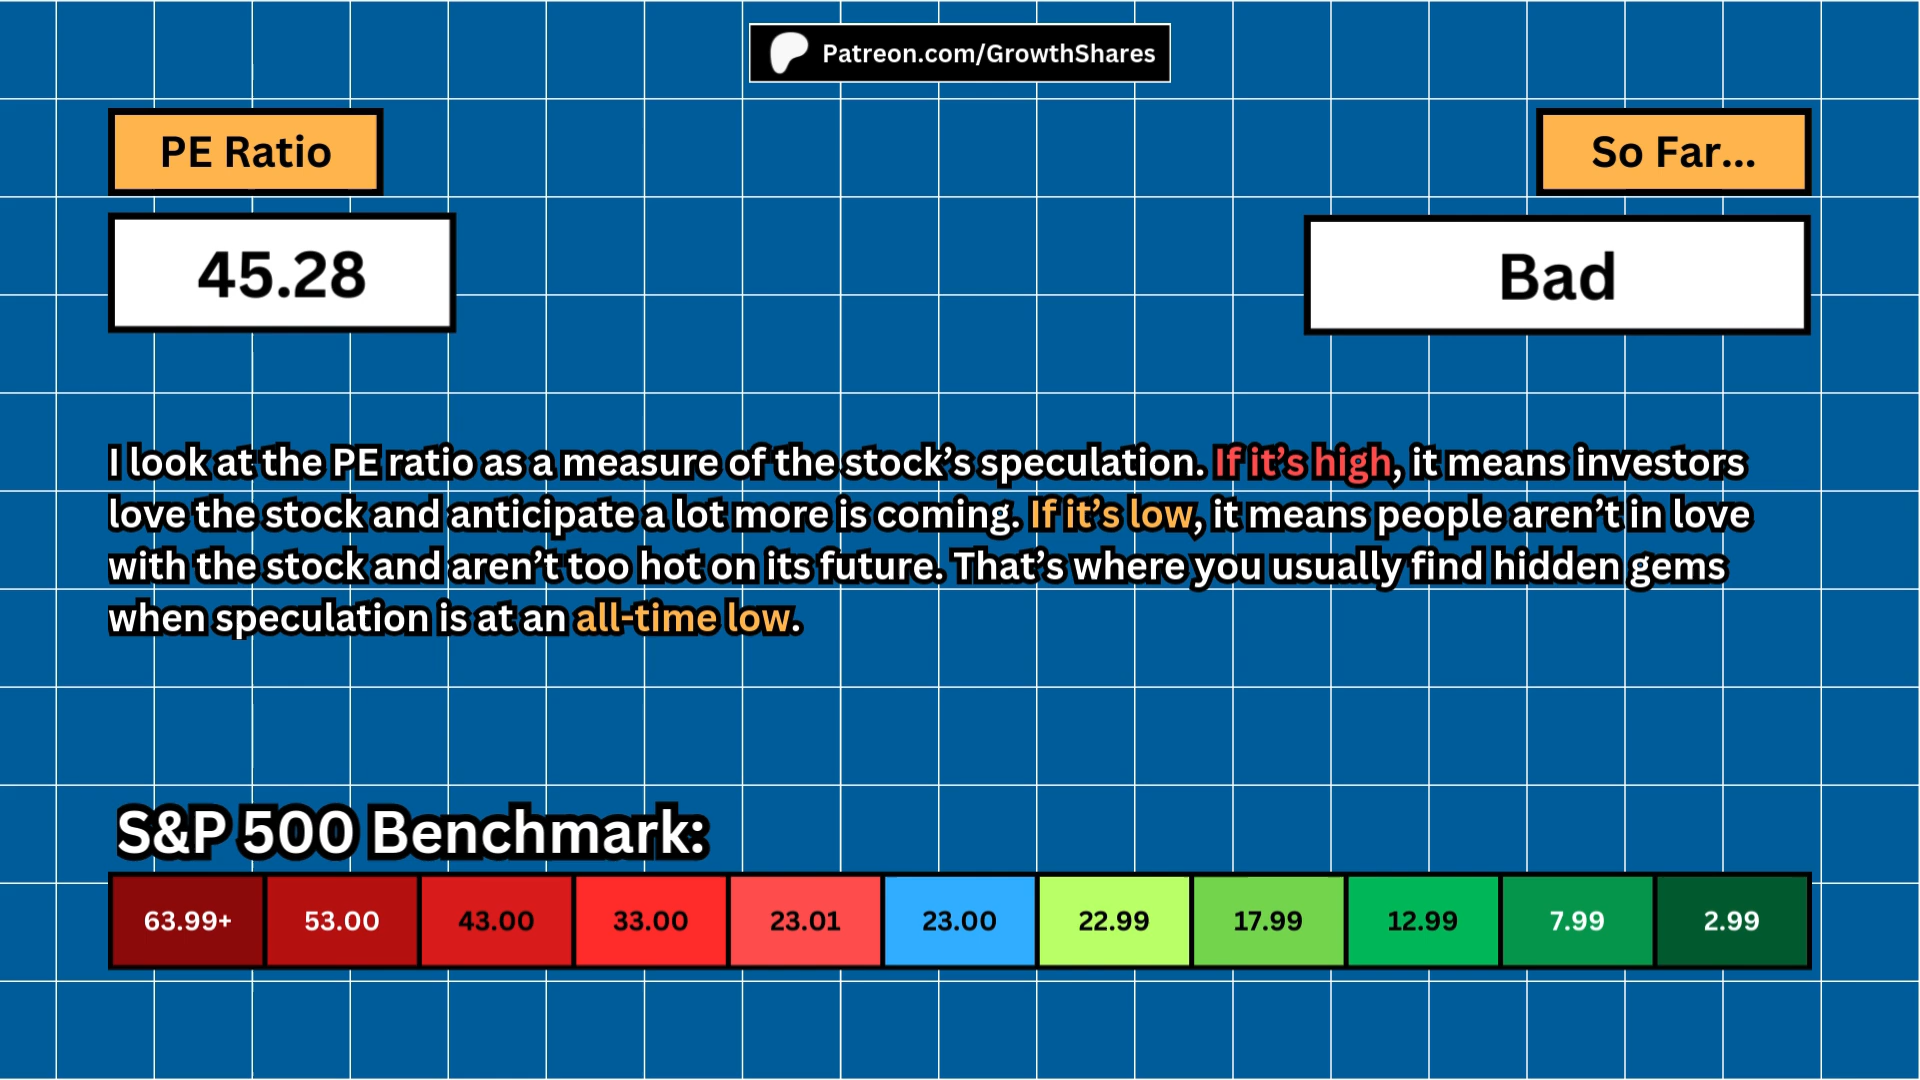 Patreon.com/GrowthShares
PE Ratio
So Far...
45.28
Bad
I look at the PE ratio as a measure of the stock’s speculation. If it’s high, it means investors
love the stock and anticipate a lot more is coming. If it’s low, it means people aren’t in love
with the stock and aren’t too hot on its future. That’s where you usually find hidden gems
when speculation is at an all-time low.
S&P 500 Benchmark:
63.99+ 53.00 43.00 33.00 23.01 23.00 22.99 17.99 12.99 7.99 2.99